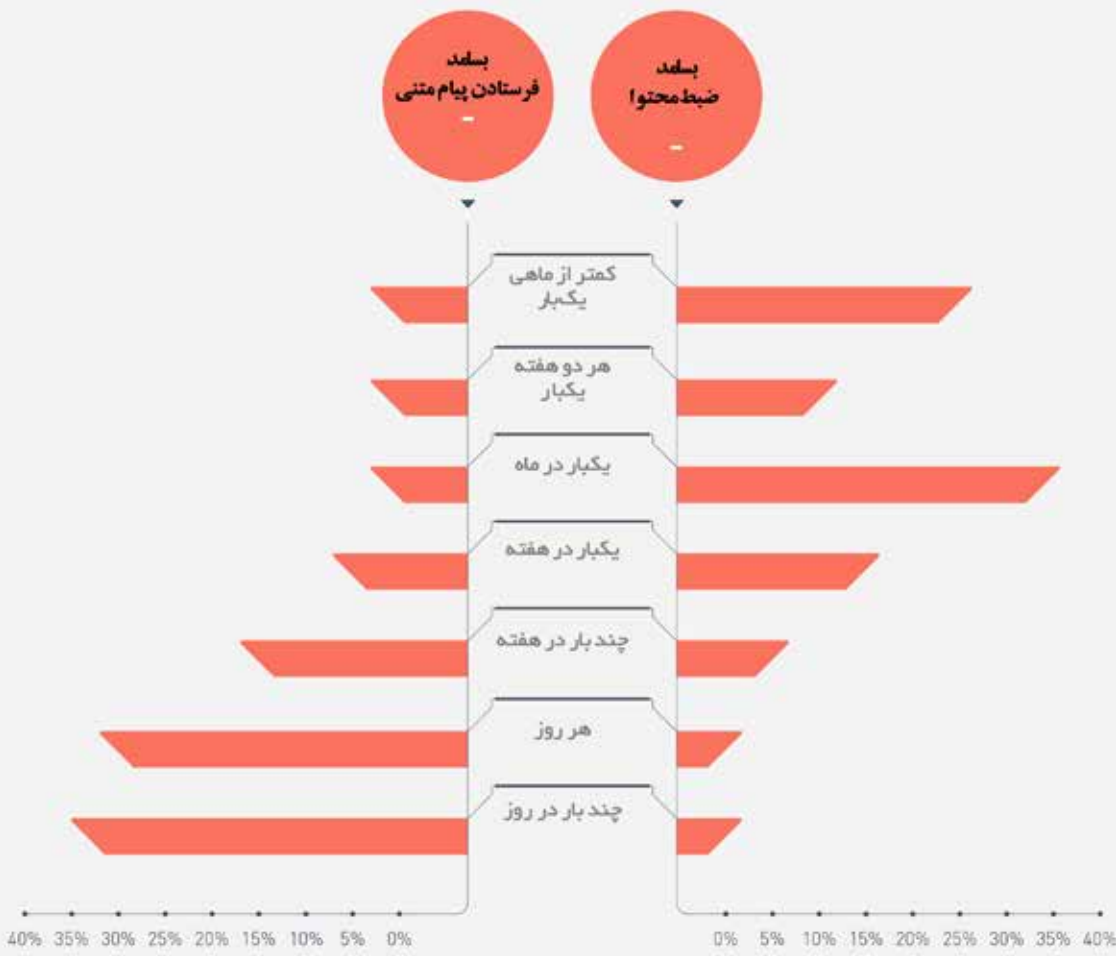 بسامد
ضبط محتوا
بسامد
فرستادن پیام متنی
کمتر از ماهی
یکبار
هر دو هفته
یکبار
یکبار در ماه
یکبار در هفته
چند بار در هفته
هر روز
چند بار در روز
40% 35% 30% 25% 20% 15% 10% 5% 0%
0% 5% 10% 15% 20% 25% 30% 35% 40%